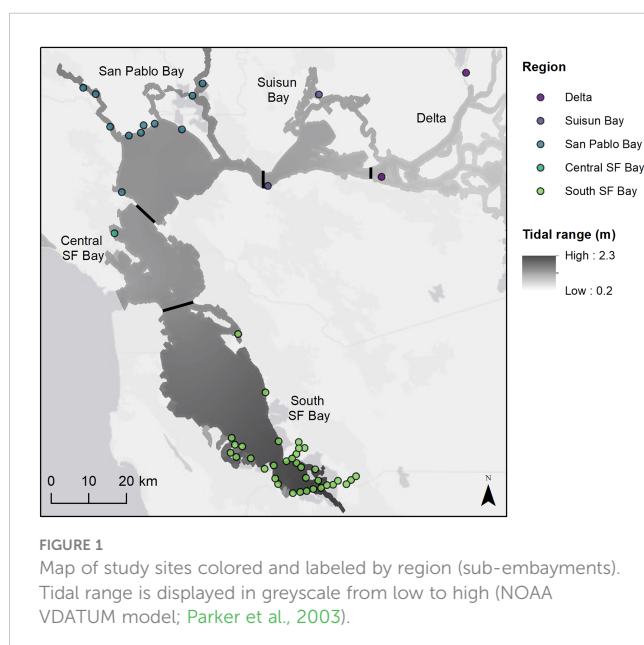 San Pablo Bay
Suisun
Bay
Delta
Central
SF Bay
South
SF Bay
0 10 20 km
N
Region
Delta
Suisun Bay
San Pablo Bay
Central SF Bay
South SF Bay
Tidal range (m)
High : 2.3
Low : 0.2
FIGURE 1
Map of study sites colored and labeled by region (sub-embayments).
Tidal range is displayed in greyscale from low to high (NOAA
VDATUM model; Parker et al., 2003).